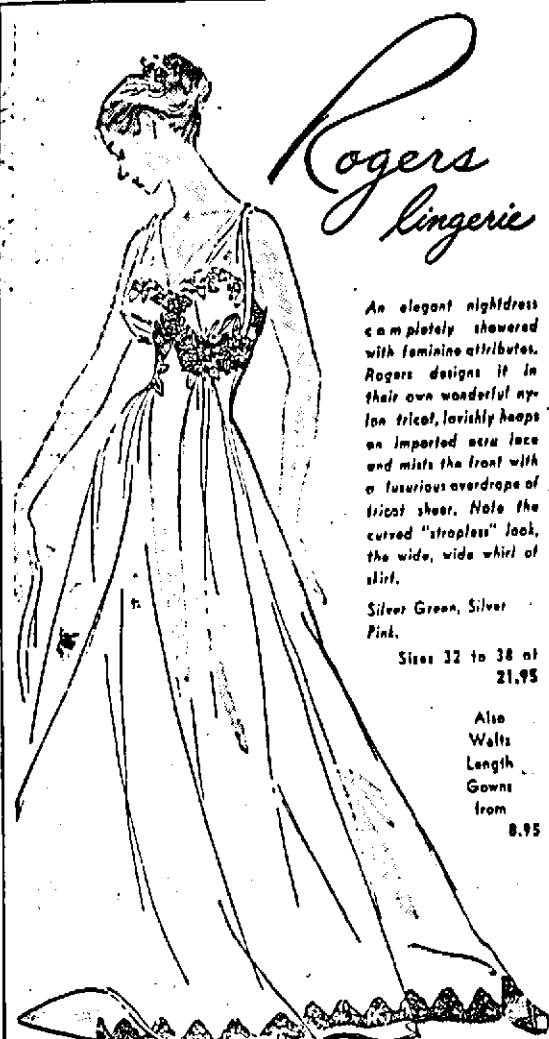 Rogers
lingerie
An elegant nightdress
completely showered
with feminine attributes.
Rogers designs it in
their own wonderful ny-
lon tricot, lavishly heaps
on imported ecru lace
and mists the front with
a luxurious overdrape of
tricot sheer. Note the
curved "strapless" look,
the wide, wide whirl of
skirt.
Silver Green, Silver
Pink.
Sizes 32 to 38 at
21.95
Also
Waltz
Length
Gowns
from
8.95